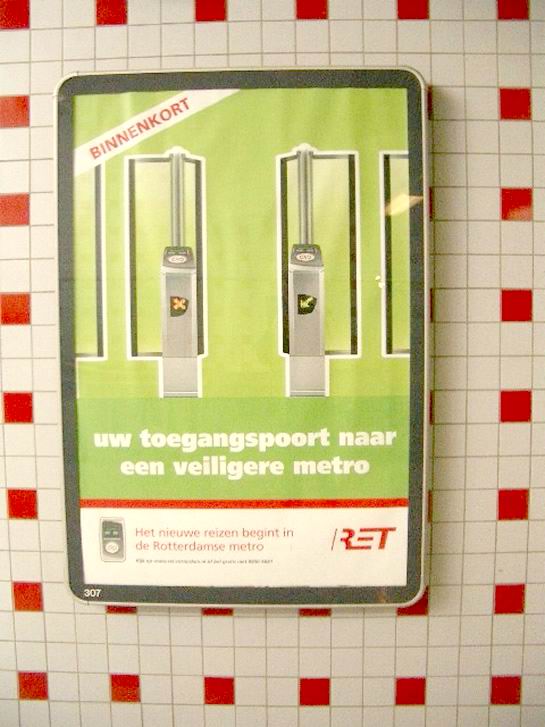 BINNENKORT
uw toegangspoort naar
een veiligere metro
Het nieuwe reizen begint in
de Rotterdamse metro
RET
307